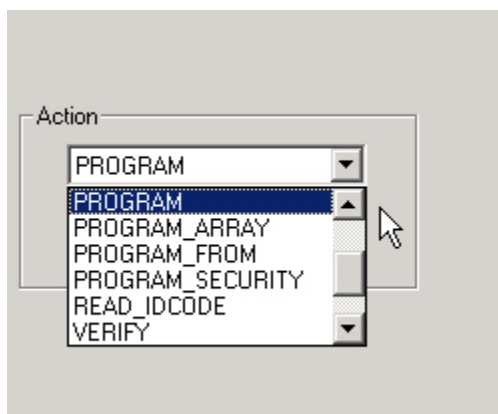 Action
PROGRAM
PROGRAM
PROGRAM_ARRAY
PROGRAM_FROM
PROGRAM_SECURITY
READ_IDCODE
VERIFY